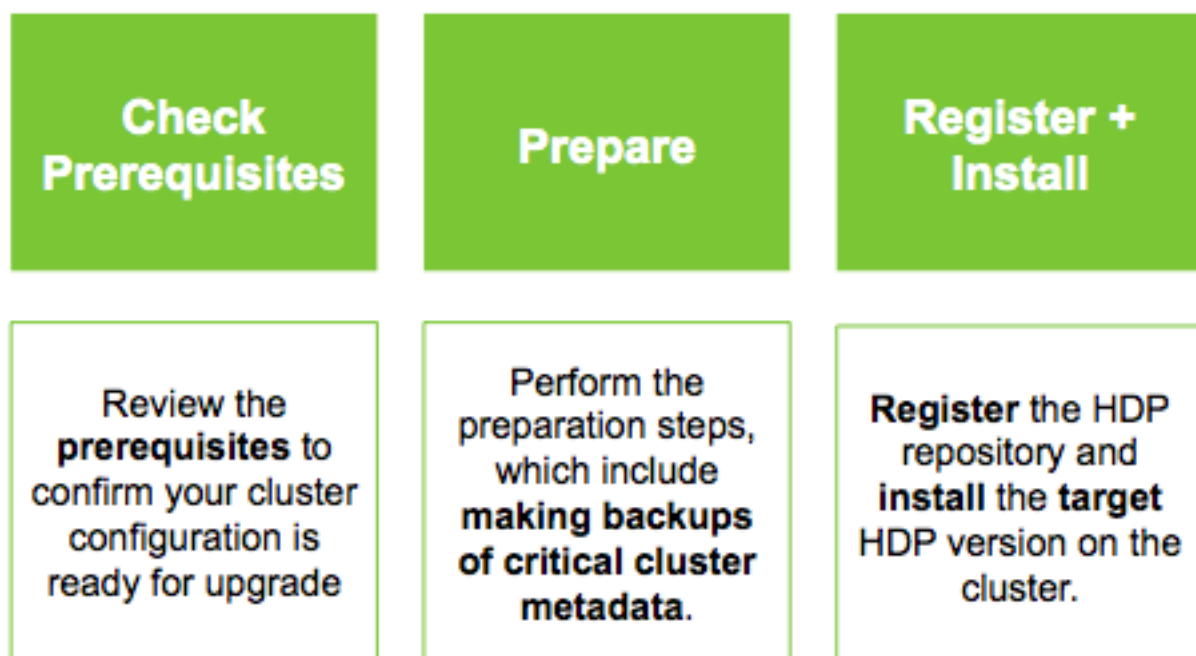 Check
Prerequisites
Prepare
Register +
Install
Review the
prerequisites to
confirm your cluster
configuration is
ready for upgrade
Perform the
preparation steps,
which include
making backups
of critical cluster
metadata.
Register the HDP
repository and
install the target
HDP version on the
cluster.